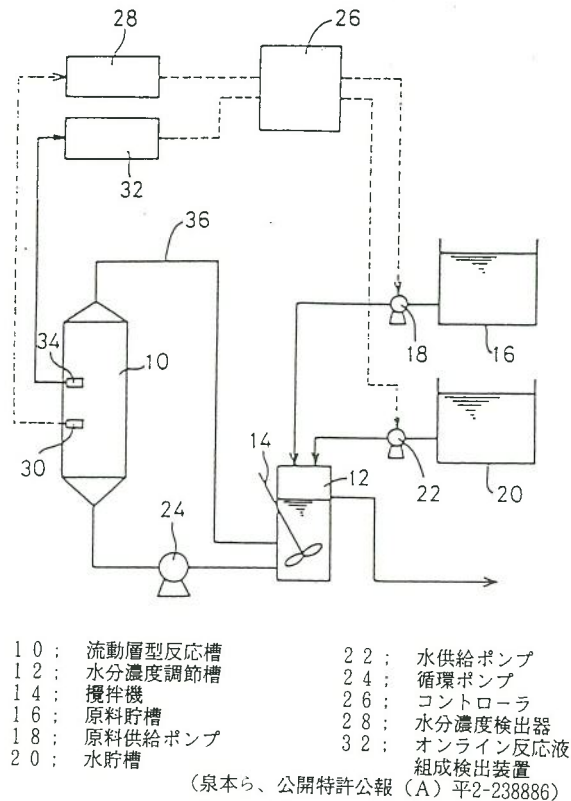 28
26
32
36
34
10
30
18
16
14
12
22
20
24
10; 流動層型反応槽
12; 水分濃度調節槽
14; 攪拌機
16; 原料貯槽
18; 原料供給ポンプ
20; 水貯槽
22; 水供給ポンプ
24; 循環ポンプ
26; コントローラ
28; 水分濃度検出器
32; オンライン反応液
組成検出装置
(泉本ら、公開特許公報(A)平2-238886)